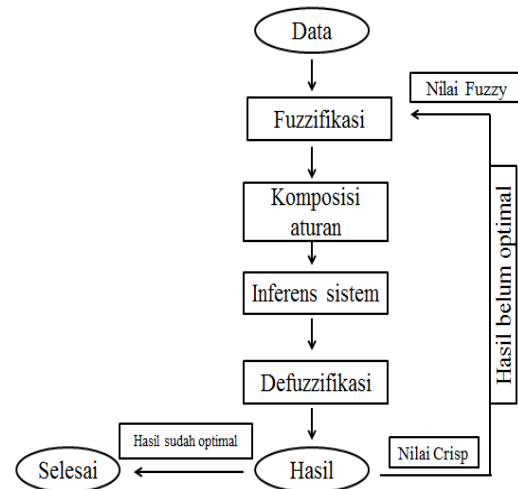 Data
Nilai Fuzzy
Fuzzifikasi
Komposisi
aturan
Inferens sistem
Hasil belum optimal
Defuzzifikasi
Hasil sudah optimal
Nilai Crisp
Selesai
Hasil